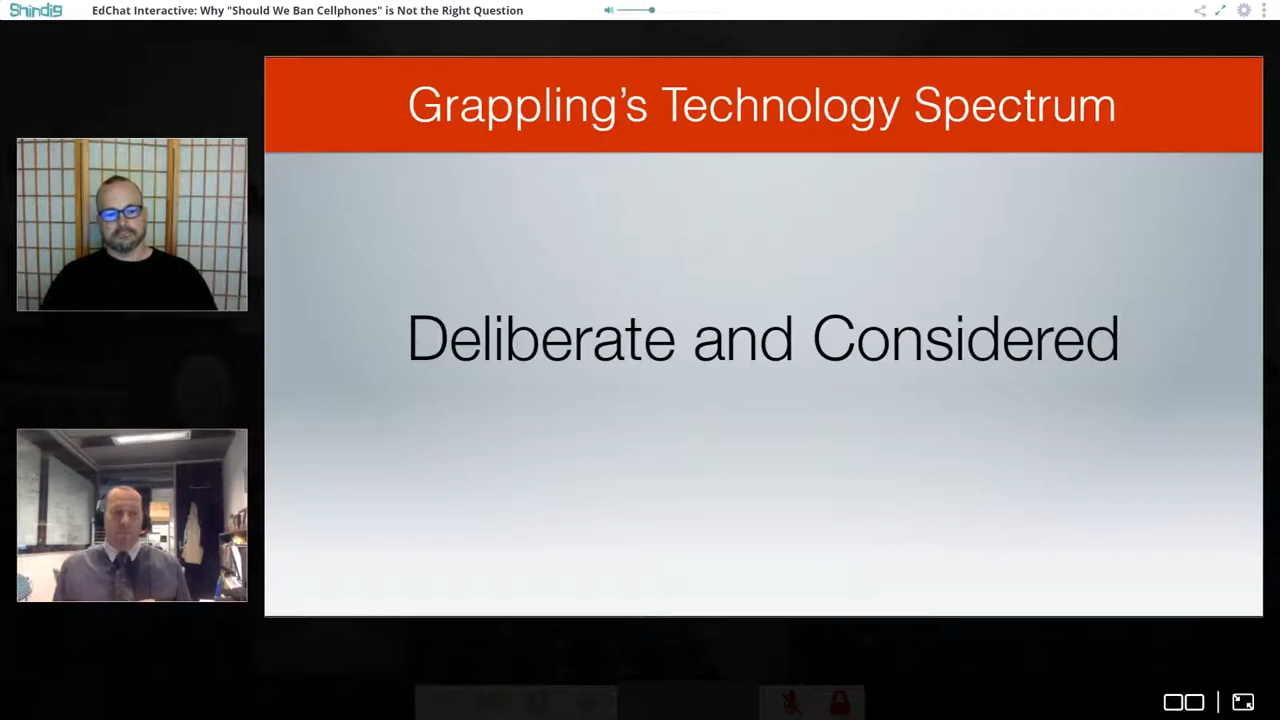 Shindig
EdChat Interactive: Why "Should We Ban Cellphones" is Not the Right Question
Grappling’s Technology Spectrum
Deliberate and Considered